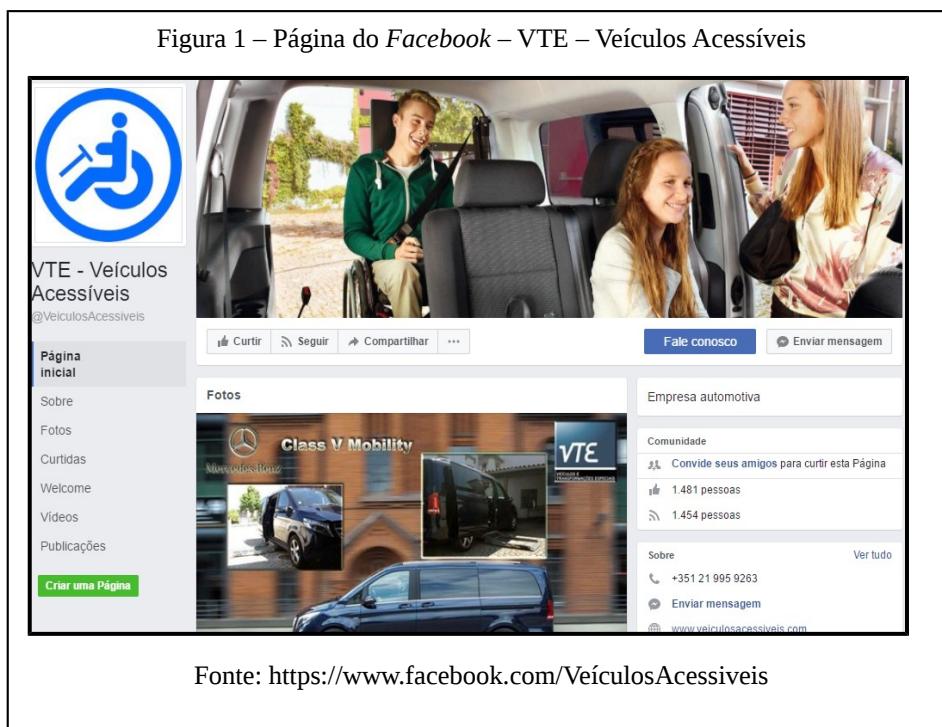 Figura 1 – Página do Facebook – VTE – Veículos Acessíveis
VTE - Veículos
Acessíveis
@VeiculosAcessiveis
Página
inicial
Sobre
Fotos
Curtidas
Welcome
Vídeos
Publicações
Criar uma Página
Curtir
Seguir
Compartilhar
Fale conosco
Enviar mensagem
Fotos
Mercedes-Benz
Class V Mobility
VTE
VEÍCULOS E
TRANSFORMAÇÕES ESPECIAIS
Empresa automotiva
Comunidade
Convide seus amigos para curtir esta Página
1.481 pessoas
1.454 pessoas
Sobre
Ver tudo
+351 21 995 9263
Enviar mensagem
www.veiculosacessiveis.com
Fonte: https://www.facebook.com/VeículosAcessiveis